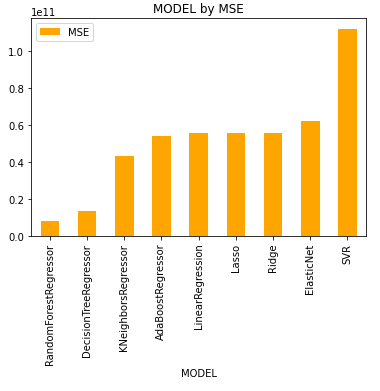 MODEL by MSE
1e11
MSE
1.0
0.8
0.6
0.4
0.2
0.0
RandomForestRegressor
DecisionTreeRegressor
KNeighborsRegressor
AdaBoostRegressor
LinearRegression
Lasso
Ridge
ElasticNet
SVR
MODEL